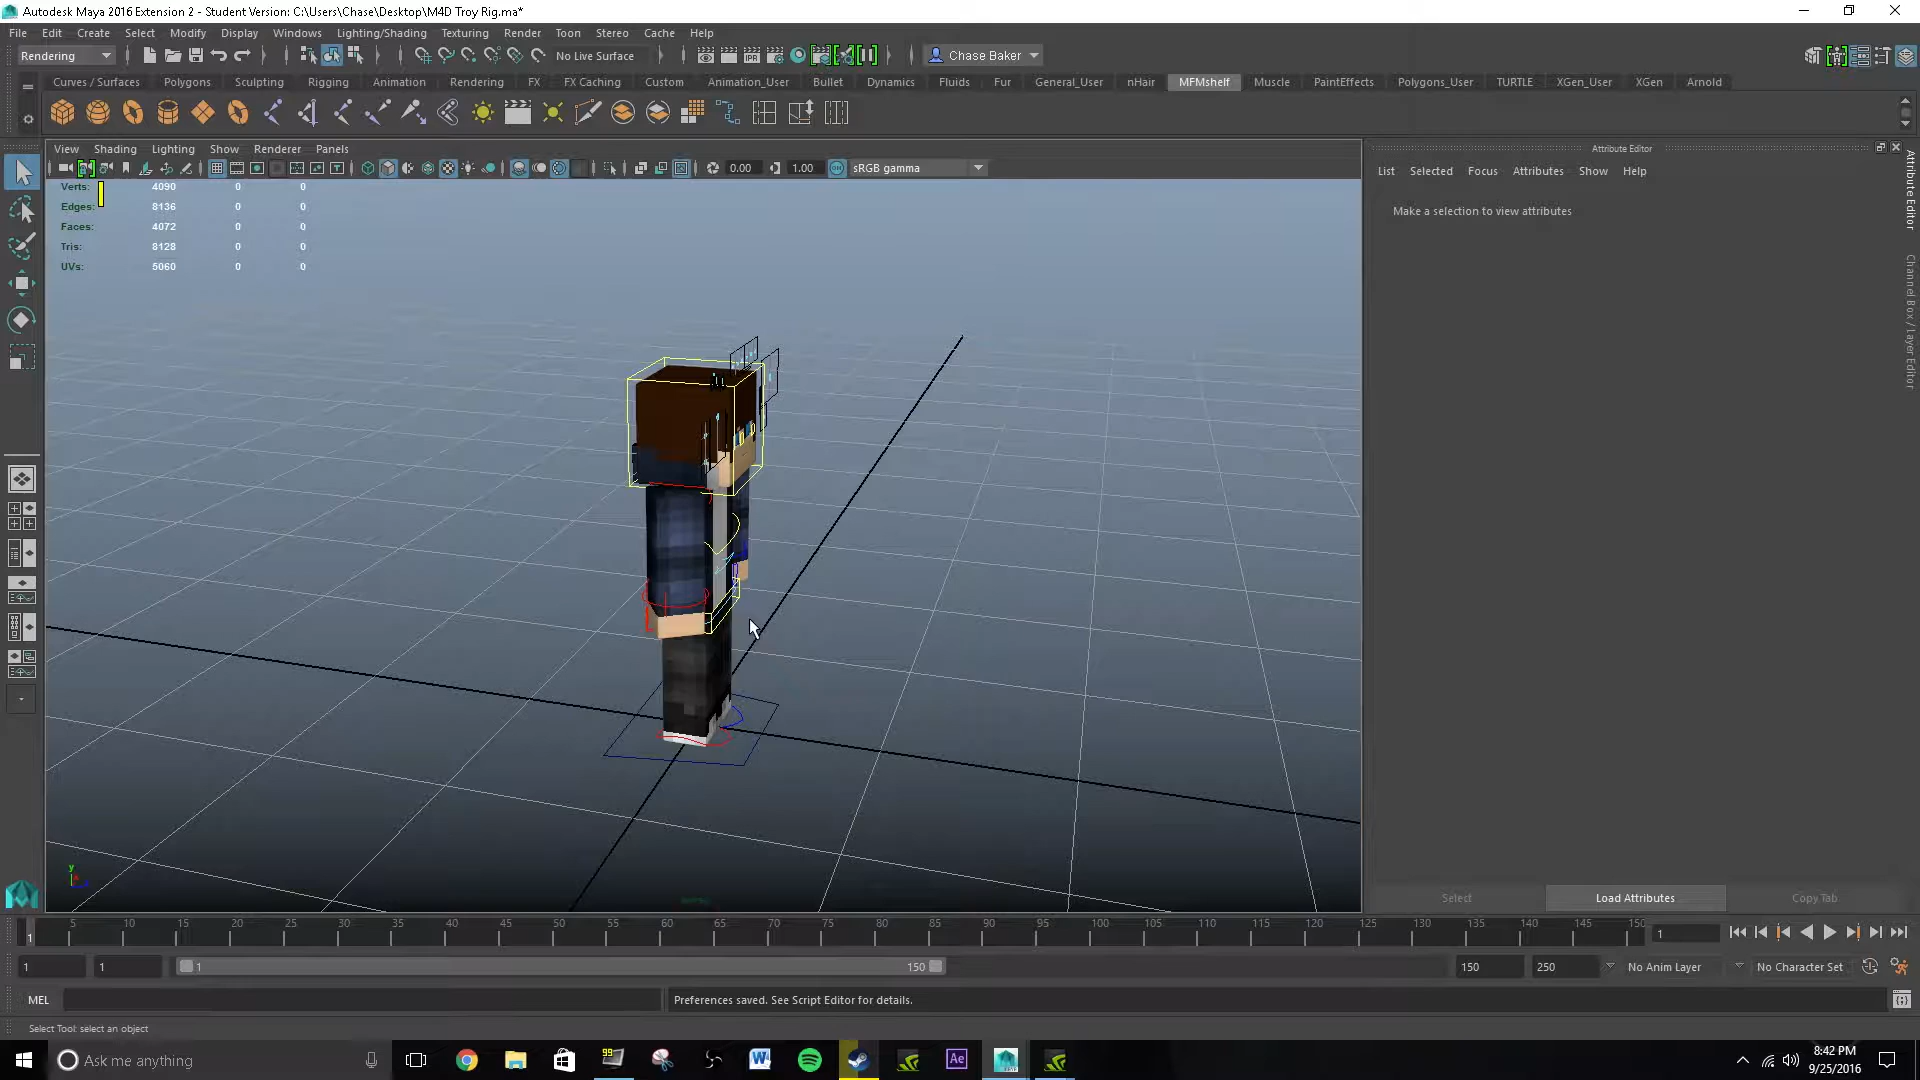 Autodesk Maya 2016 Extension 2 - Student Version: C:\Users\Chase\Desktop\M4D Troy Rig.ma*
File Edit Create Select Modify Display Windows Lighting/Shading Texturing Render Toon Stereo Cache Help
Rendering No Live Surface Chase Baker
Curves / Surfaces Polygons Sculpting Rigging Animation Rendering FX FX Caching Custom Animation_User Bullet Dynamics Fluids Fur General_User nHair MFMshelf Muscle PaintEffects Polygons_User TURTLE XGen_User XGen Arnold
View Shading Lighting Show Renderer Panels
0.00 1.00 sRGB gamma
Verts: 4090 0 0
Edges: 8136 0 0
Faces: 4072 0 0
Tris: 8128 0 0
UVs: 5060 0 0
y
Attribute Editor
List Selected Focus Attributes Show Help
Make a selection to view attributes
Attribute Editor
Channel Box / Layer Editor
Select Load Attributes Copy Tab
5 10 15 20 25 30 35 40 45 50 55 60 65 70 75 80 85 90 95 100 105 110 115 120 125 130 135 140 145 150
1 1
1 1 1 150 150 250 No Anim Layer No Character Set
MEL Preferences saved. See Script Editor for details.
Select Tool: select an object
Ask me anything
99
W
Ae
8:42 PM
9/25/2016